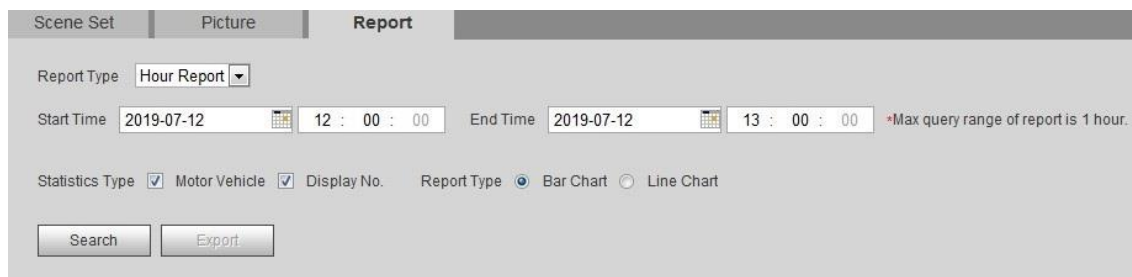 Scene Set Picture Report
Report Type Hour Report
Start Time 2019-07-12 12 : 00 : 00 End Time 2019-07-12 13 : 00 : 00 *Max query range of report is 1 hour.
Statistics Type Motor Vehicle Display No. Report Type Bar Chart Line Chart
Search Export